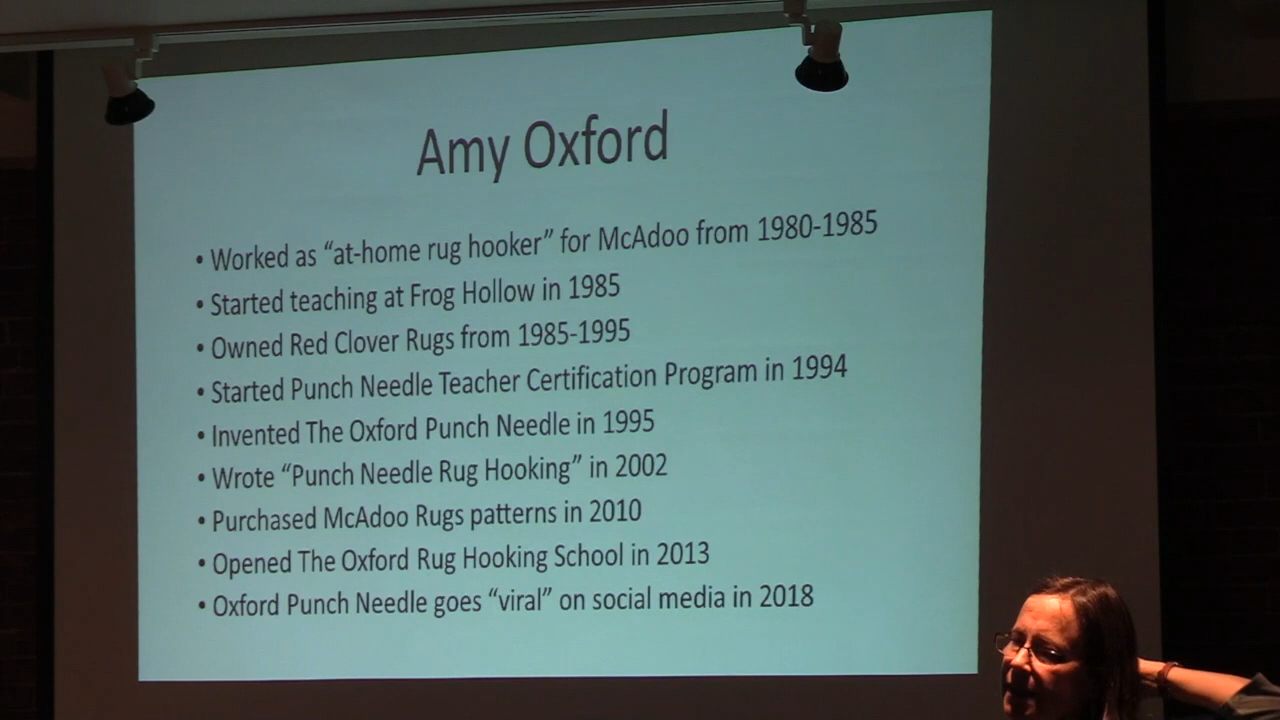 Amy Oxford
• Worked as “at-home rug hooker” for McAdoo from 1980-1985
• Started teaching at Frog Hollow in 1985
• Owned Red Clover Rugs from 1985-1995
• Started Punch Needle Teacher Certification Program in 1994
• Invented The Oxford Punch Needle in 1995
• Wrote “Punch Needle Rug Hooking” in 2002
• Purchased McAdoo Rugs patterns in 2010
• Opened The Oxford Rug Hooking School in 2013
• Oxford Punch Needle goes “viral” on social media in 2018